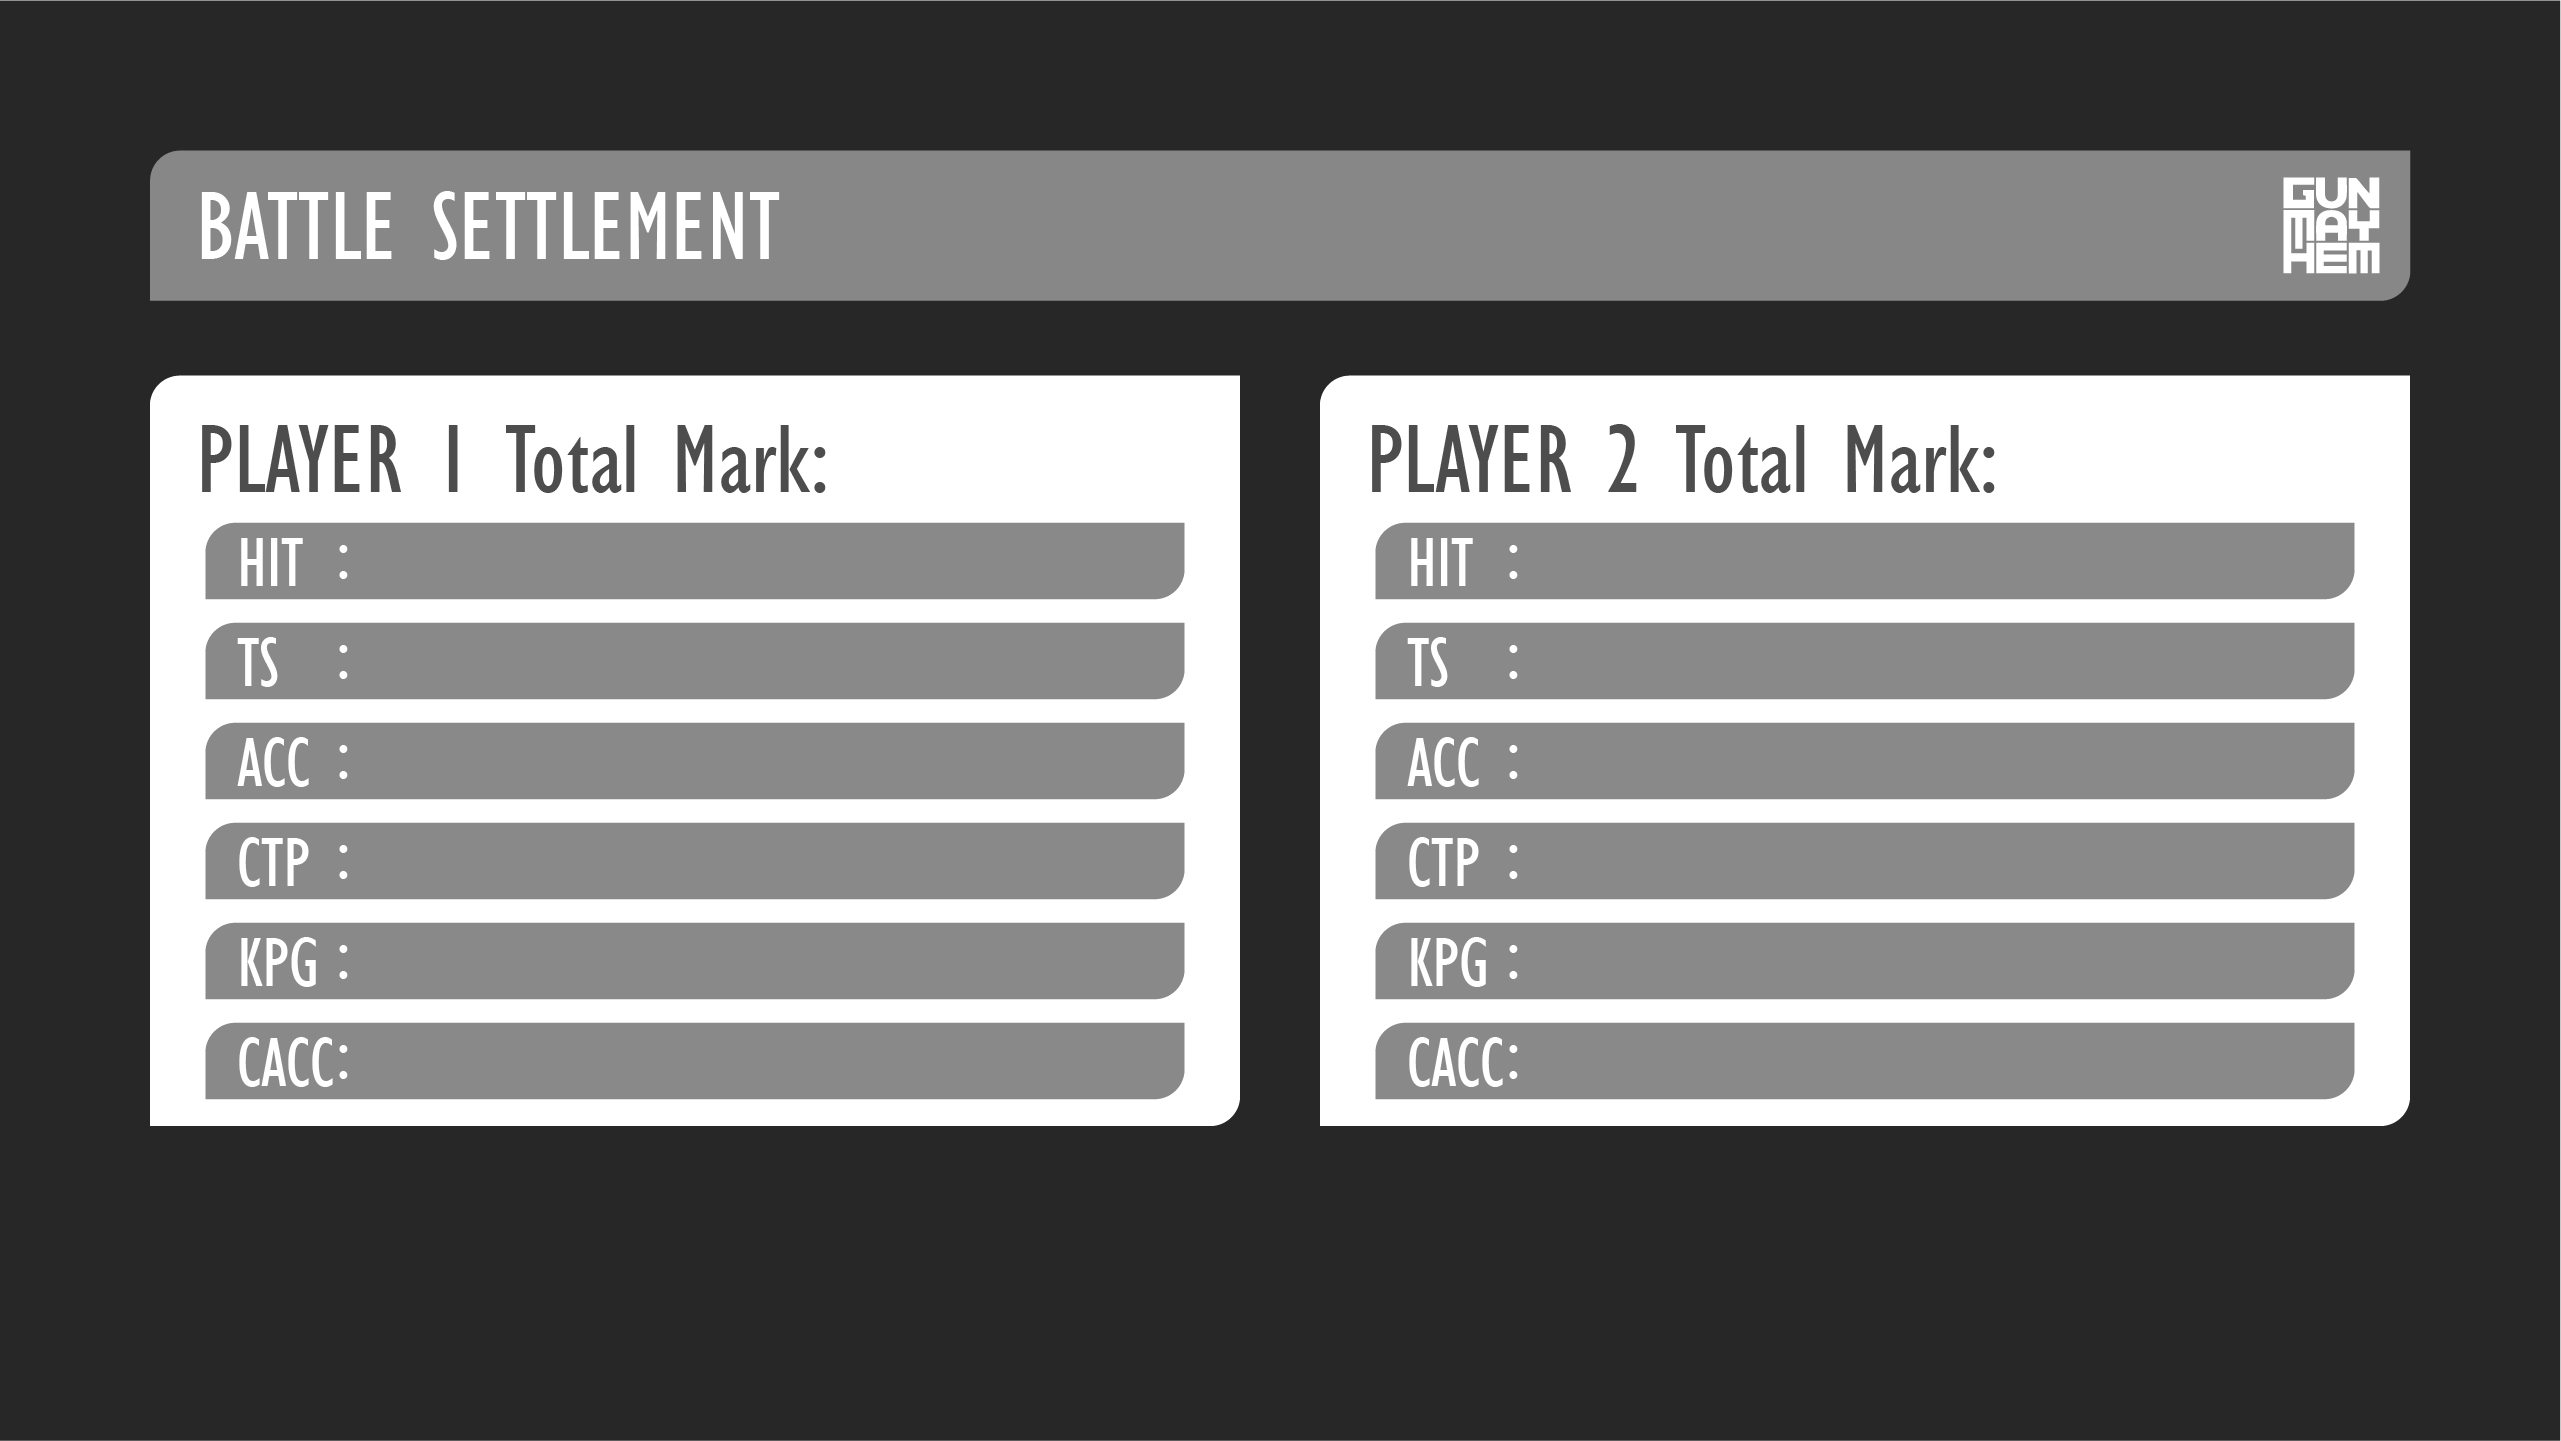 BATTLE SETTLEMENT
GUN
MAY
HEM
PLAYER 1 Total Mark:
HIT :
TS :
ACC :
CTP :
KPG :
CACC:
PLAYER 2 Total Mark:
HIT :
TS :
ACC :
CTP :
KPG :
CACC: